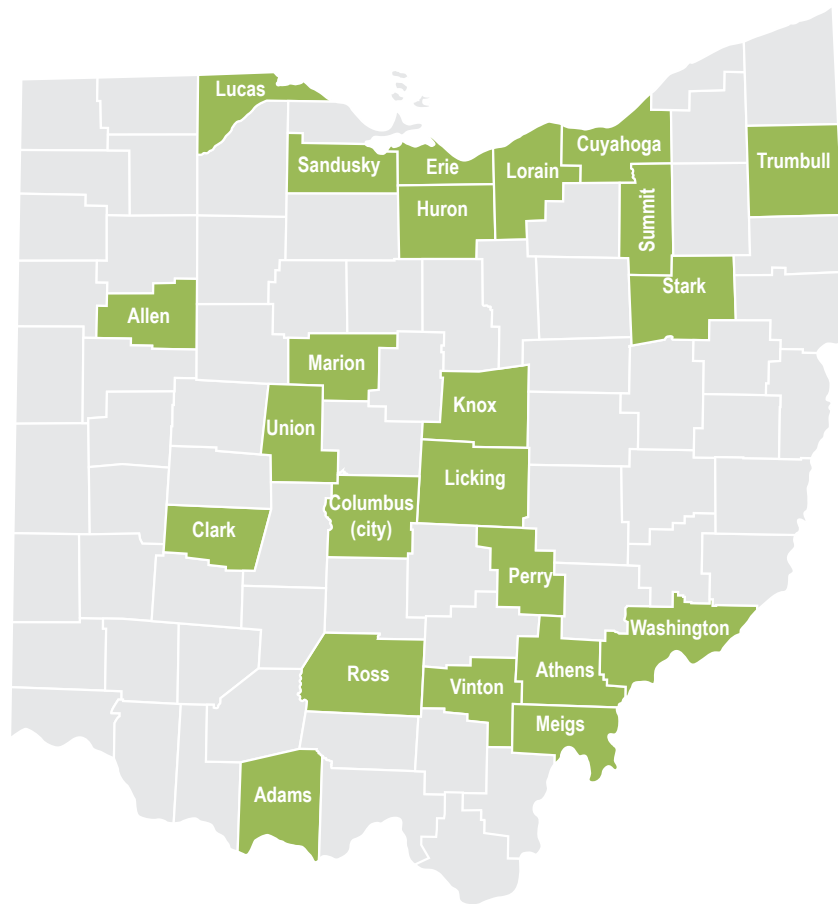 Lucas
Cuyahoga
Sandusky
Erie
Lorain
Trumbull
Huron
Summit
Stark
Allen
Marion
Knox
Union
Licking
Columbus
(city)
Clark
Perry
Washington
Ross
Athens
Vinton
Meigs
Adams